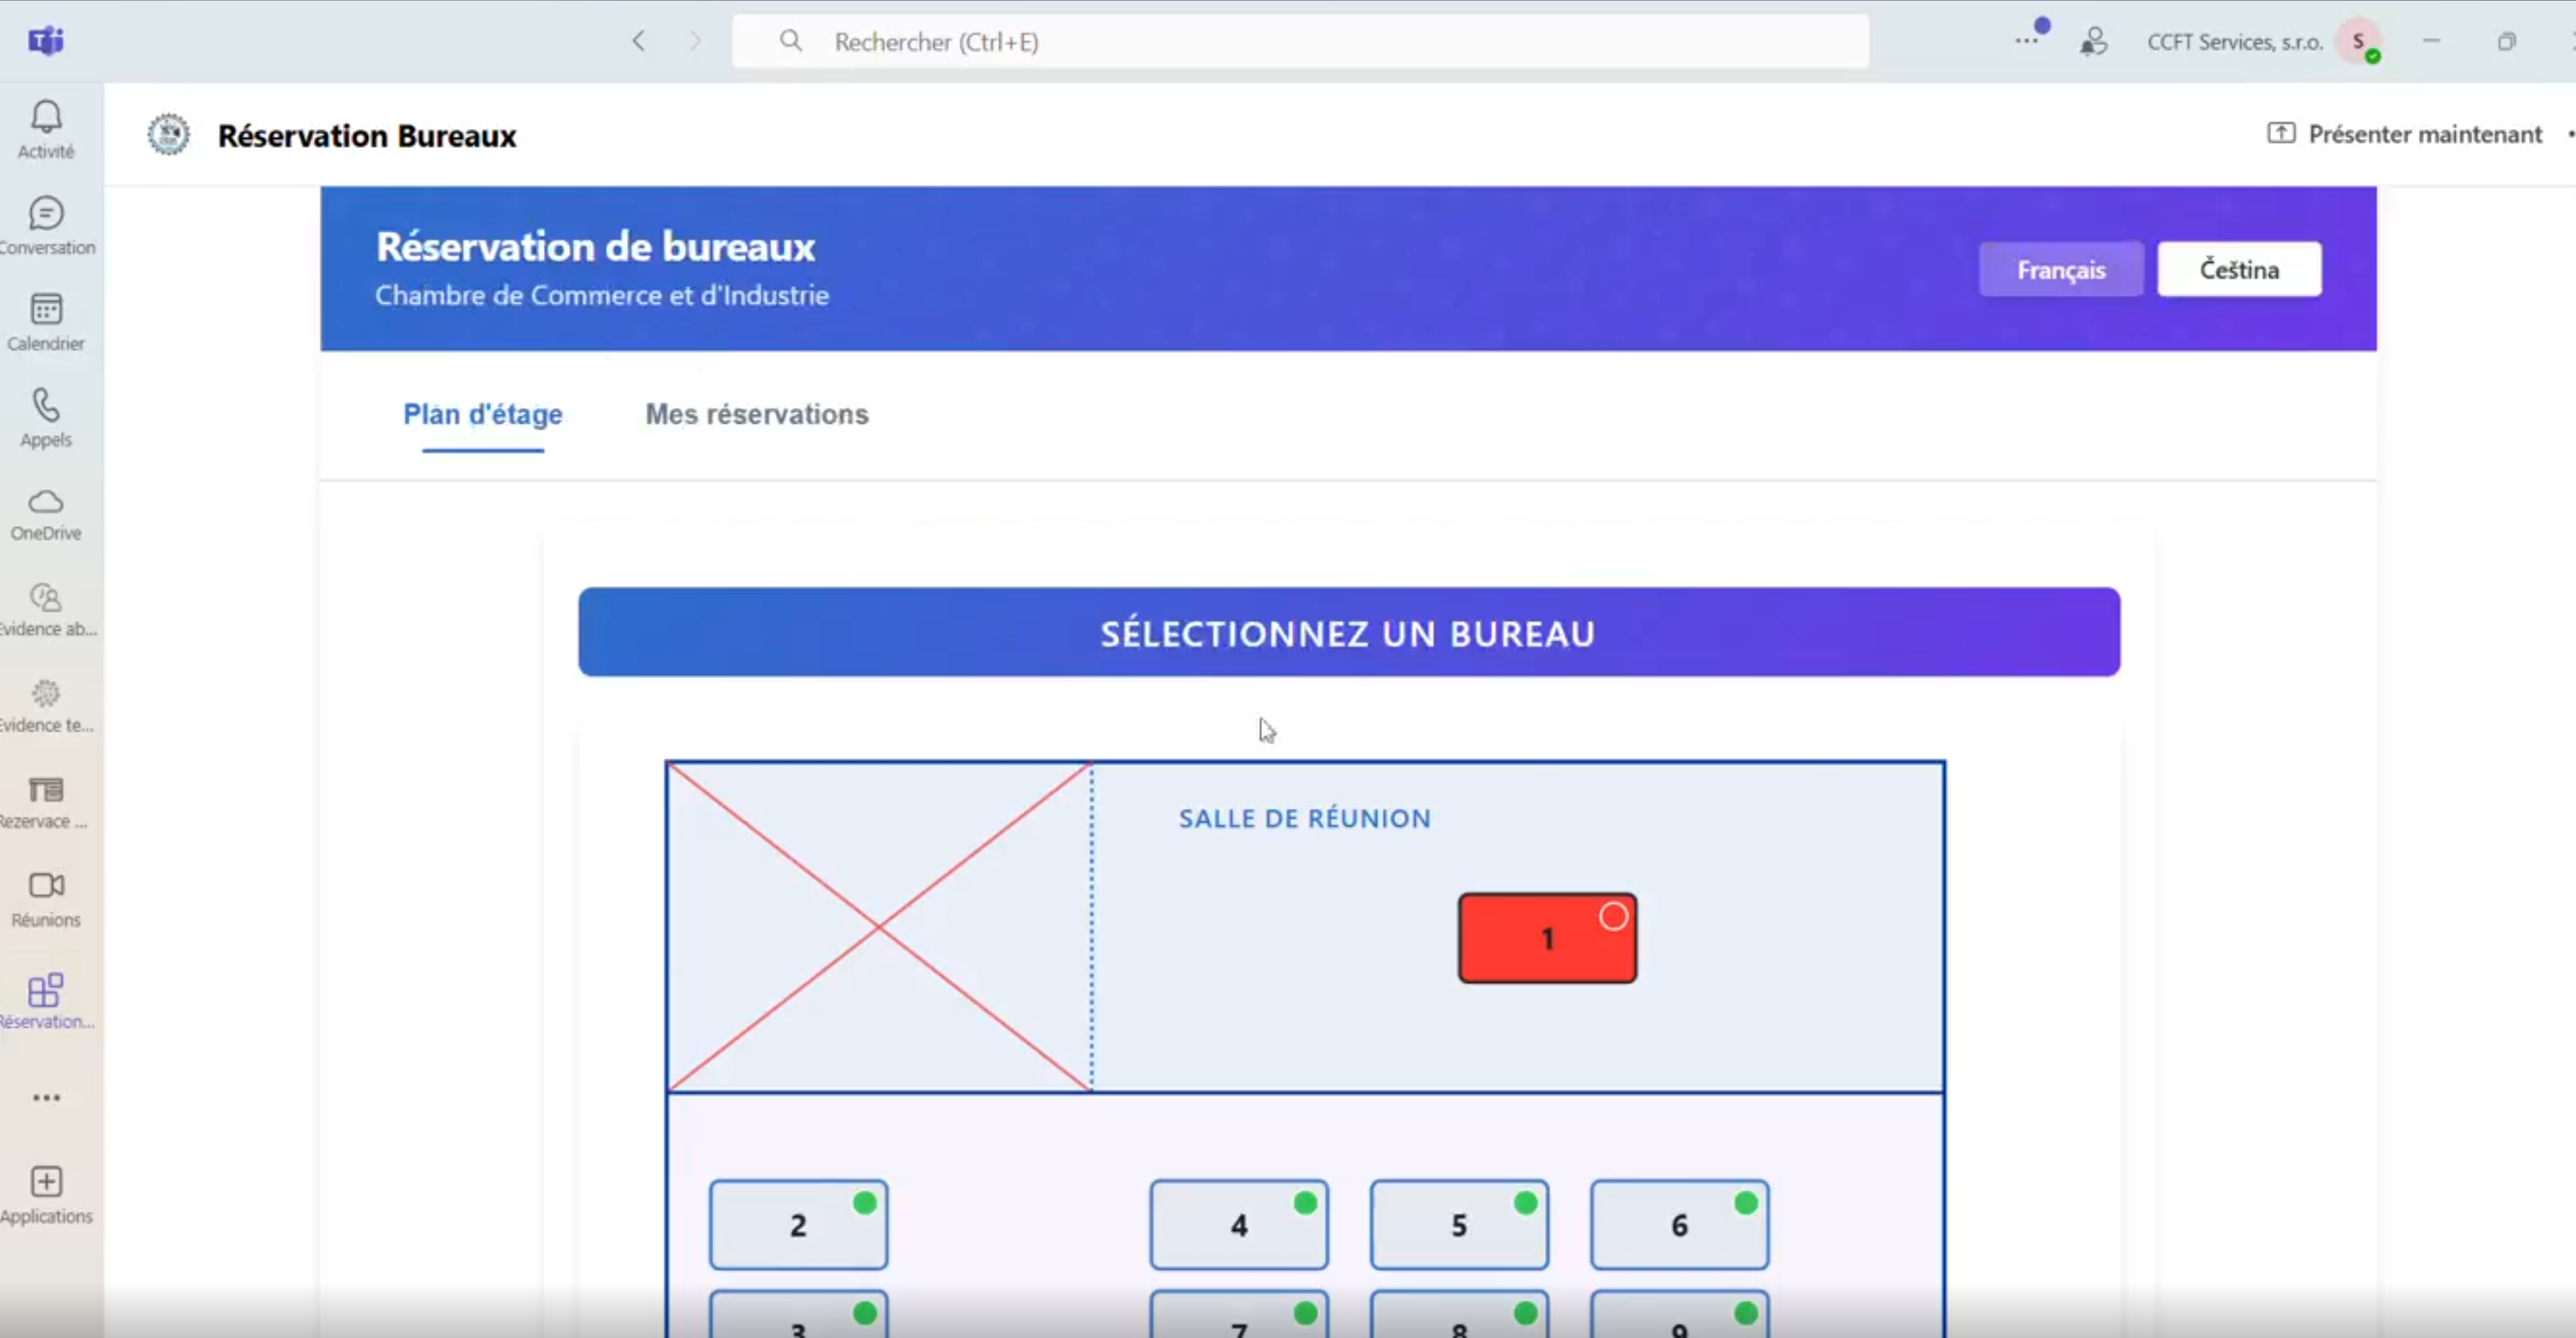 Rechercher (Ctrl+E)
CCFT Services, s.r.o.
S
Activité
Conversation
Calendrier
Appels
OneDrive
Evidence ab...
Evidence te...
Rezervace ...
Réunions
Réservation...
Applications
Réservation Bureaux
Présenter maintenant
Réservation de bureaux
Chambre de Commerce et d'Industrie
Français
Čeština
Plan d'étage
Mes réservations
SÉLECTIONNEZ UN BUREAU
SALLE DE RÉUNION
1
2
4
5
6
3
7
8
9